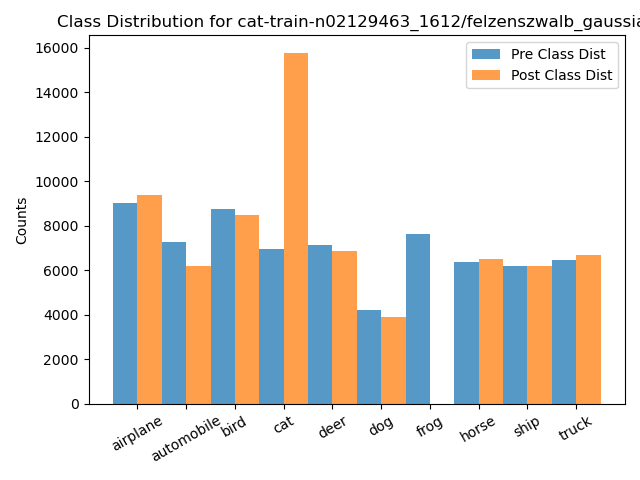 Class Distribution for cat-train-n02129463_1612/felzenszwalb_gaussia
Pre Class Dist
Post Class Dist
16000
14000
12000
10000
8000
6000
4000
2000
0
Counts
airplane
automobile
bird
cat
deer
dog
frog
horse
ship
truck